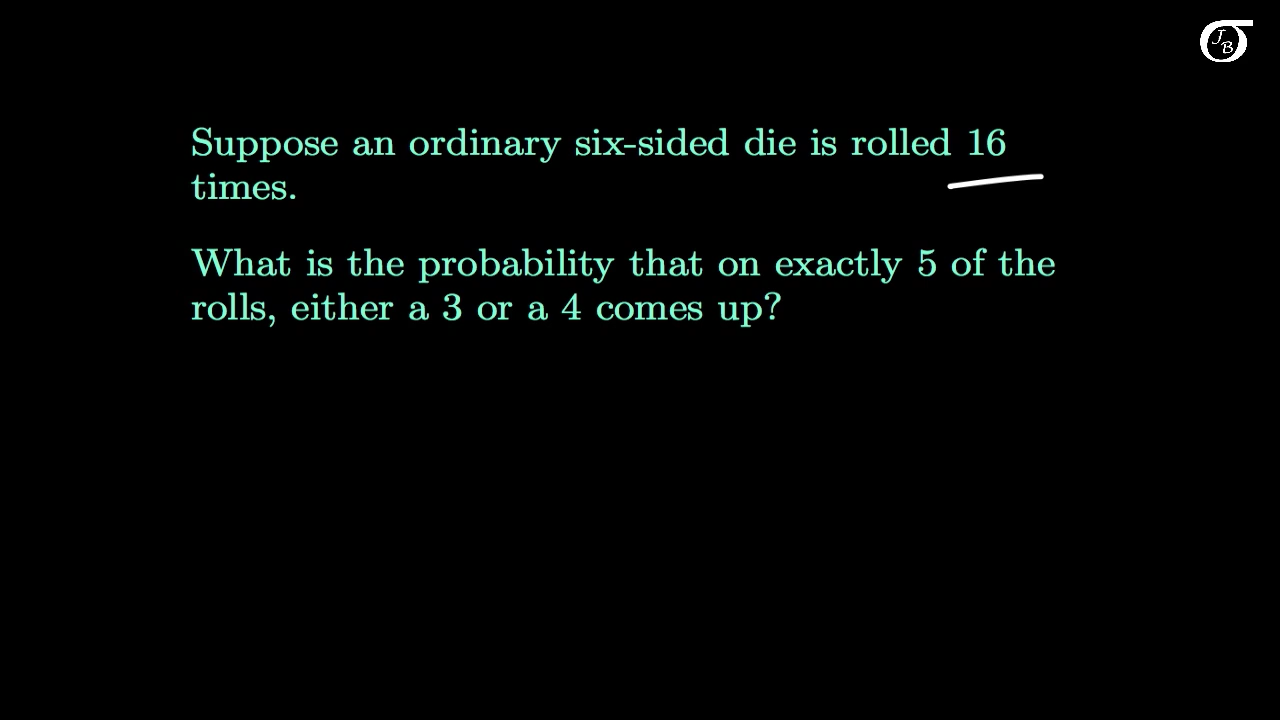 JB
Suppose an ordinary six-sided die is rolled 16
times.
What is the probability that on exactly 5 of the
rolls, either a 3 or a 4 comes up?